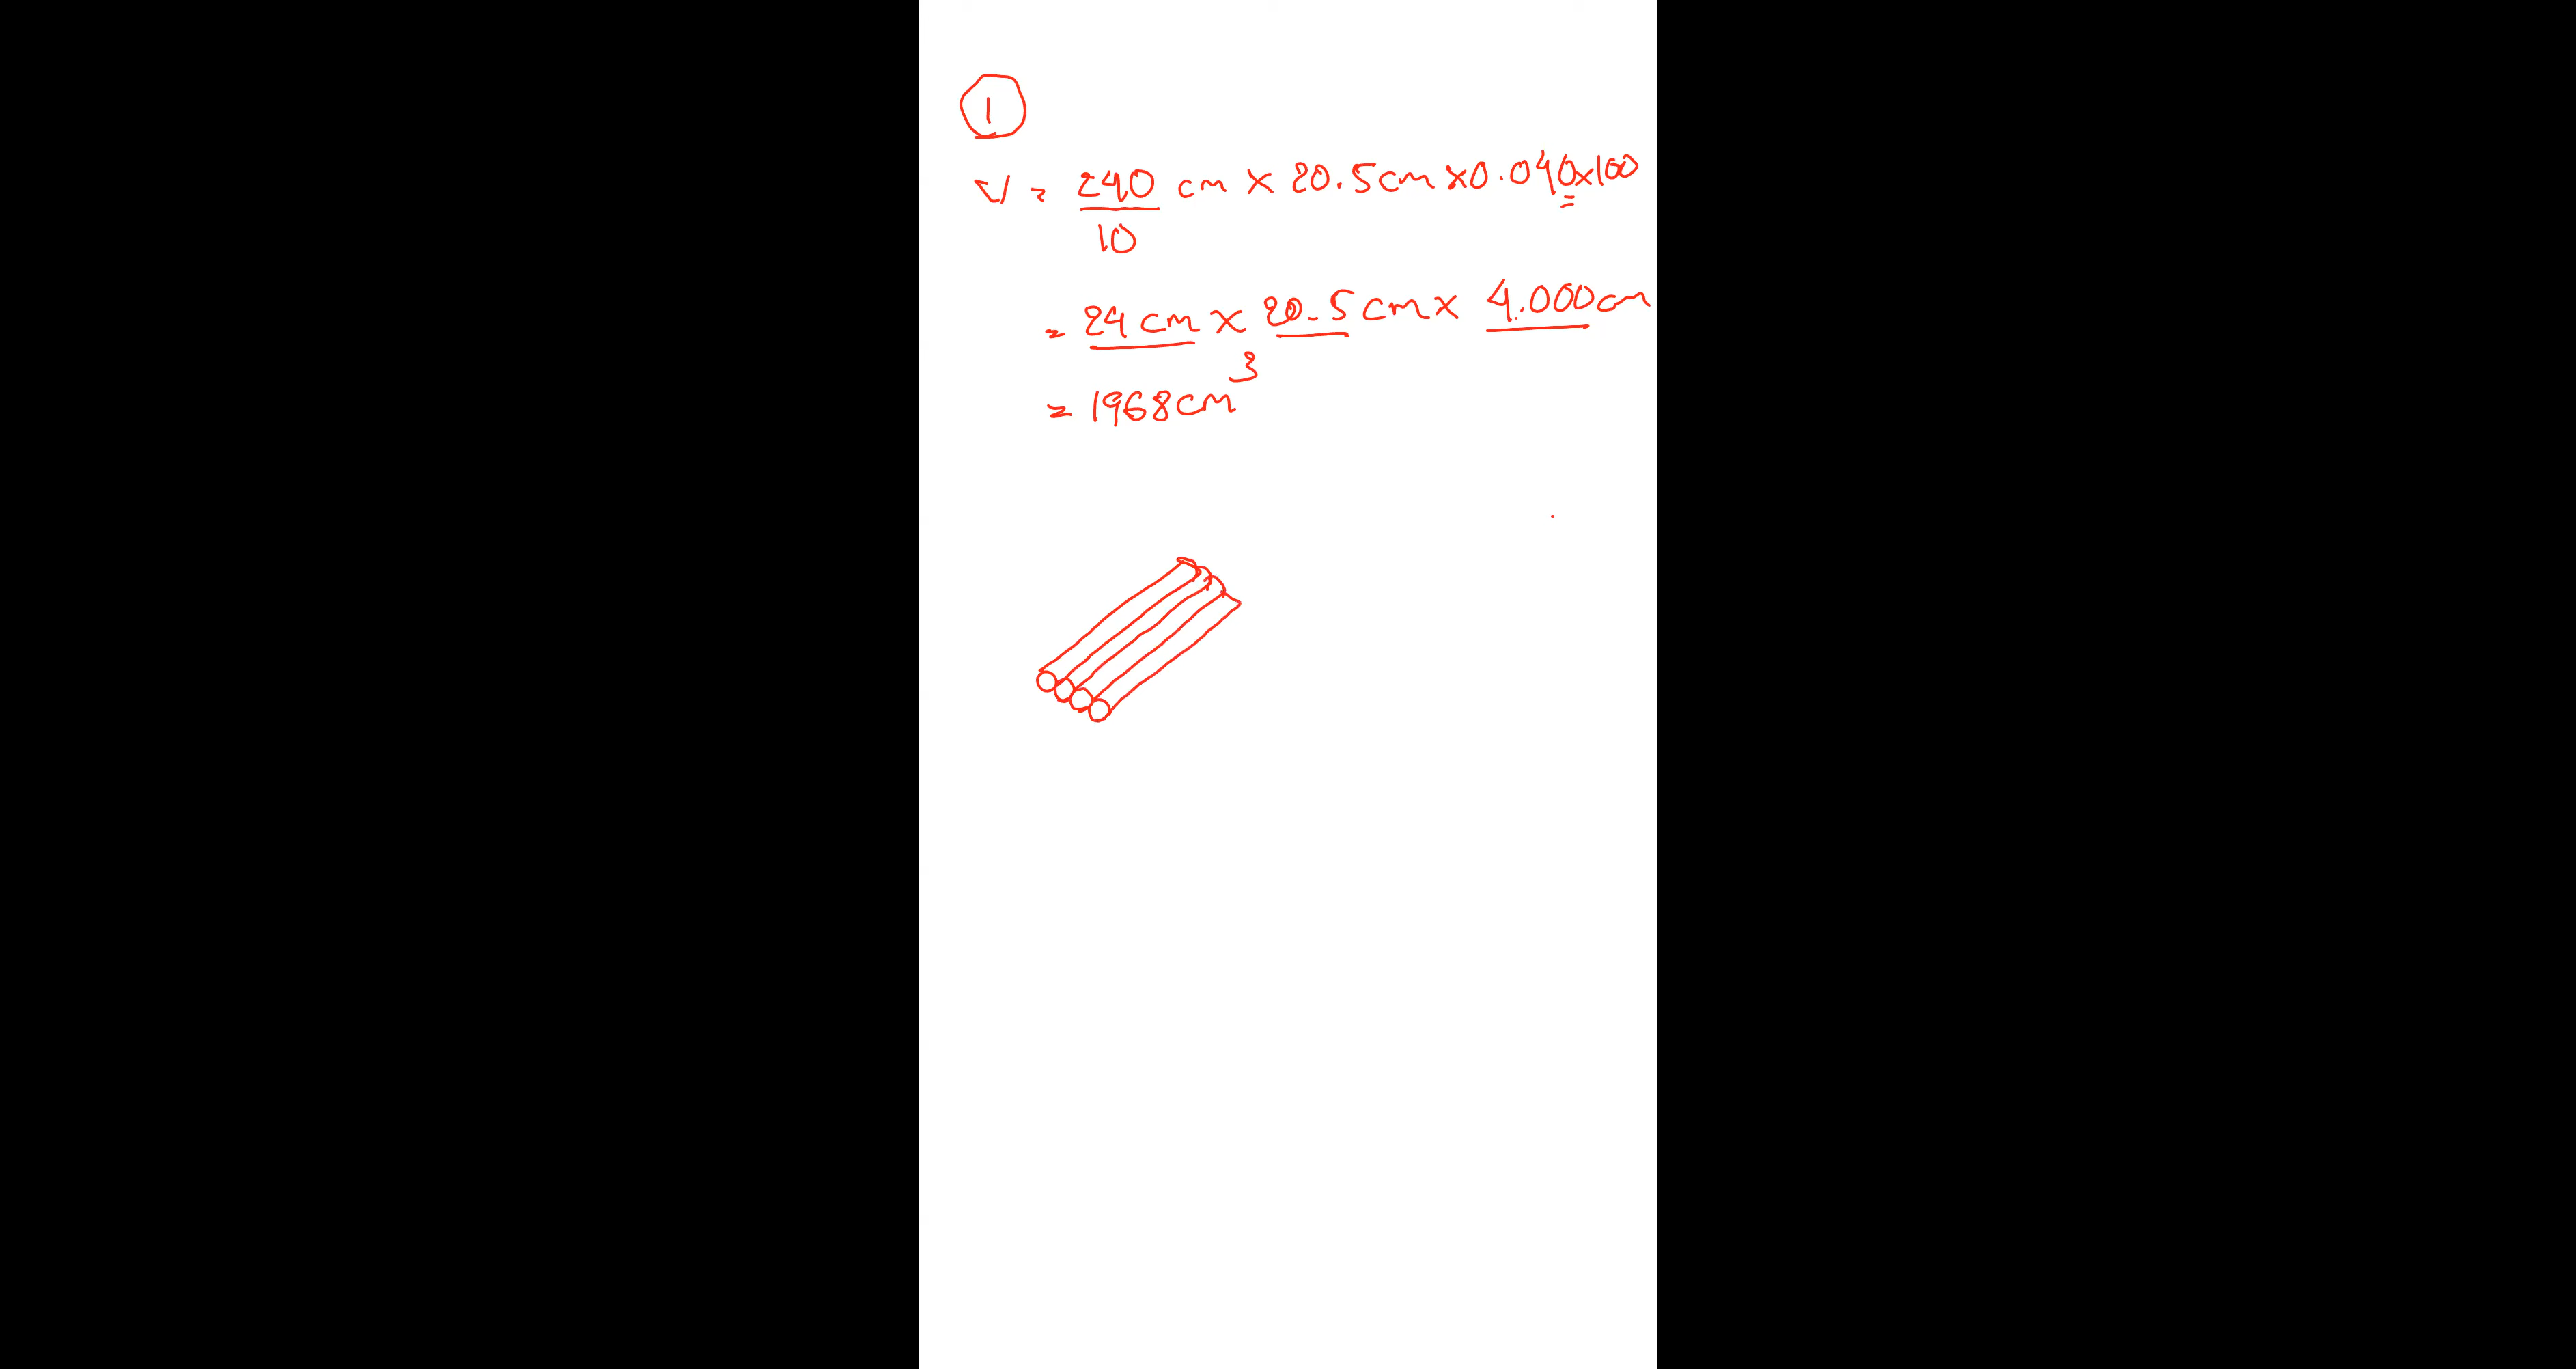 1
V = 240/10 cm × 20.5cm × 0.040×100
= 24 cm × 20.5 cm × 4.000cm
= 1968cm³